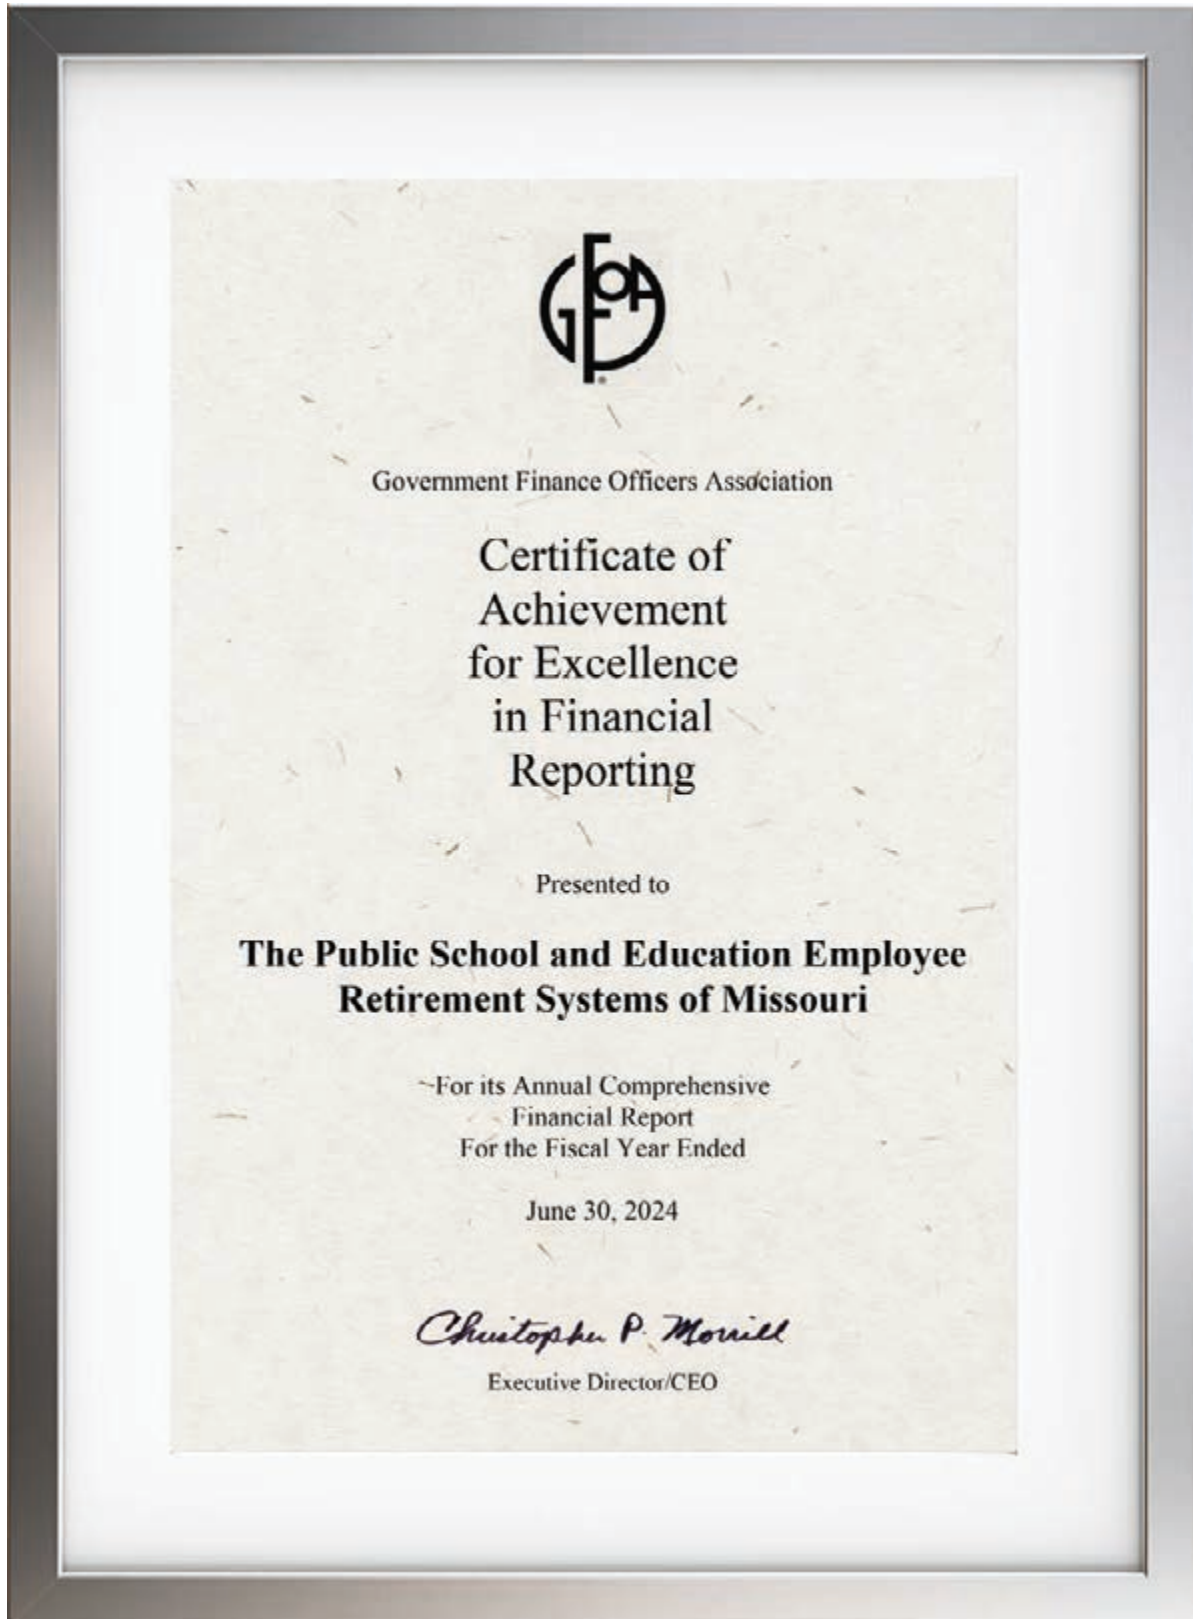 GFOA
Government Finance Officers Association
Certificate of
Achievement
for Excellence
in Financial
Reporting
Presented to
The Public School and Education Employee
Retirement Systems of Missouri
For its Annual Comprehensive
Financial Report
For the Fiscal Year Ended
June 30, 2024
Christopher P. Morrill
Executive Director/CEO